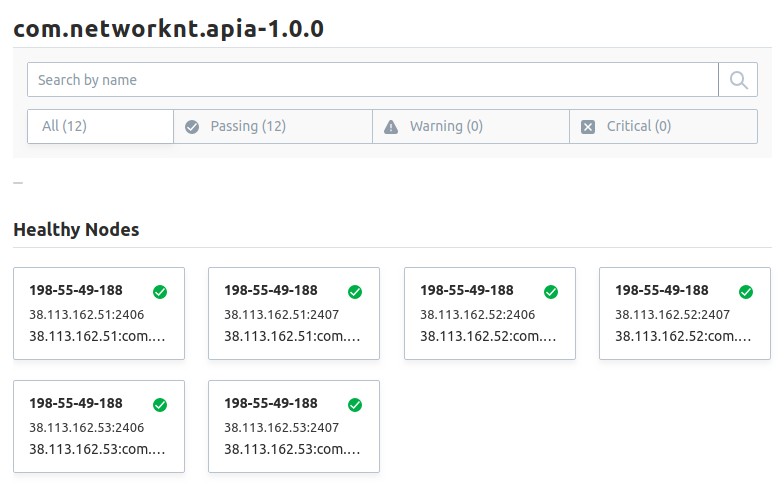 com.networknt.apia-1.0.0
Search by name
All (12) Passing (12) Warning (0) Critical (0)
Healthy Nodes
198-55-49-188
38.113.162.51:2406
38.113.162.51:com....
198-55-49-188
38.113.162.51:2407
38.113.162.51:com....
198-55-49-188
38.113.162.52:2406
38.113.162.52:com....
198-55-49-188
38.113.162.52:2407
38.113.162.52:com....
198-55-49-188
38.113.162.53:2406
38.113.162.53:com....
198-55-49-188
38.113.162.53:2407
38.113.162.53:com....